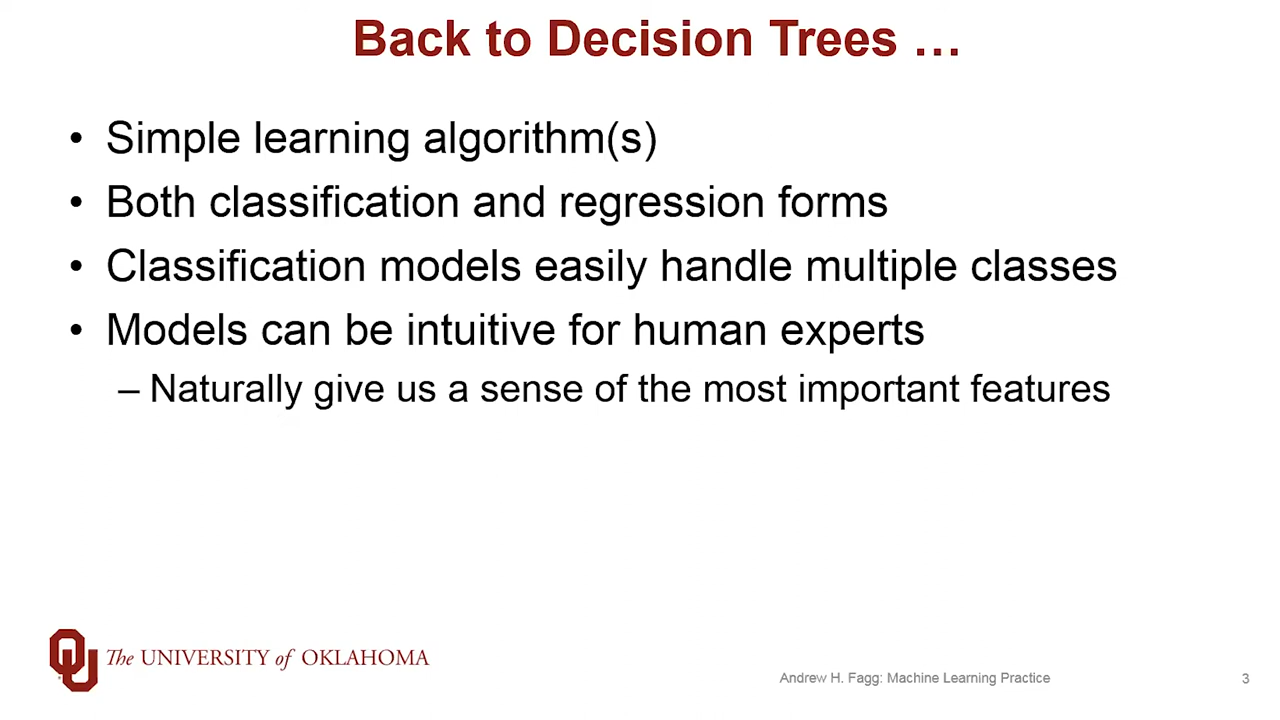 Back to Decision Trees …
• Simple learning algorithm(s)
• Both classification and regression forms
• Classification models easily handle multiple classes
• Models can be intuitive for human experts
– Naturally give us a sense of the most important features
The UNIVERSITY of OKLAHOMA
Andrew H. Fagg: Machine Learning Practice
3